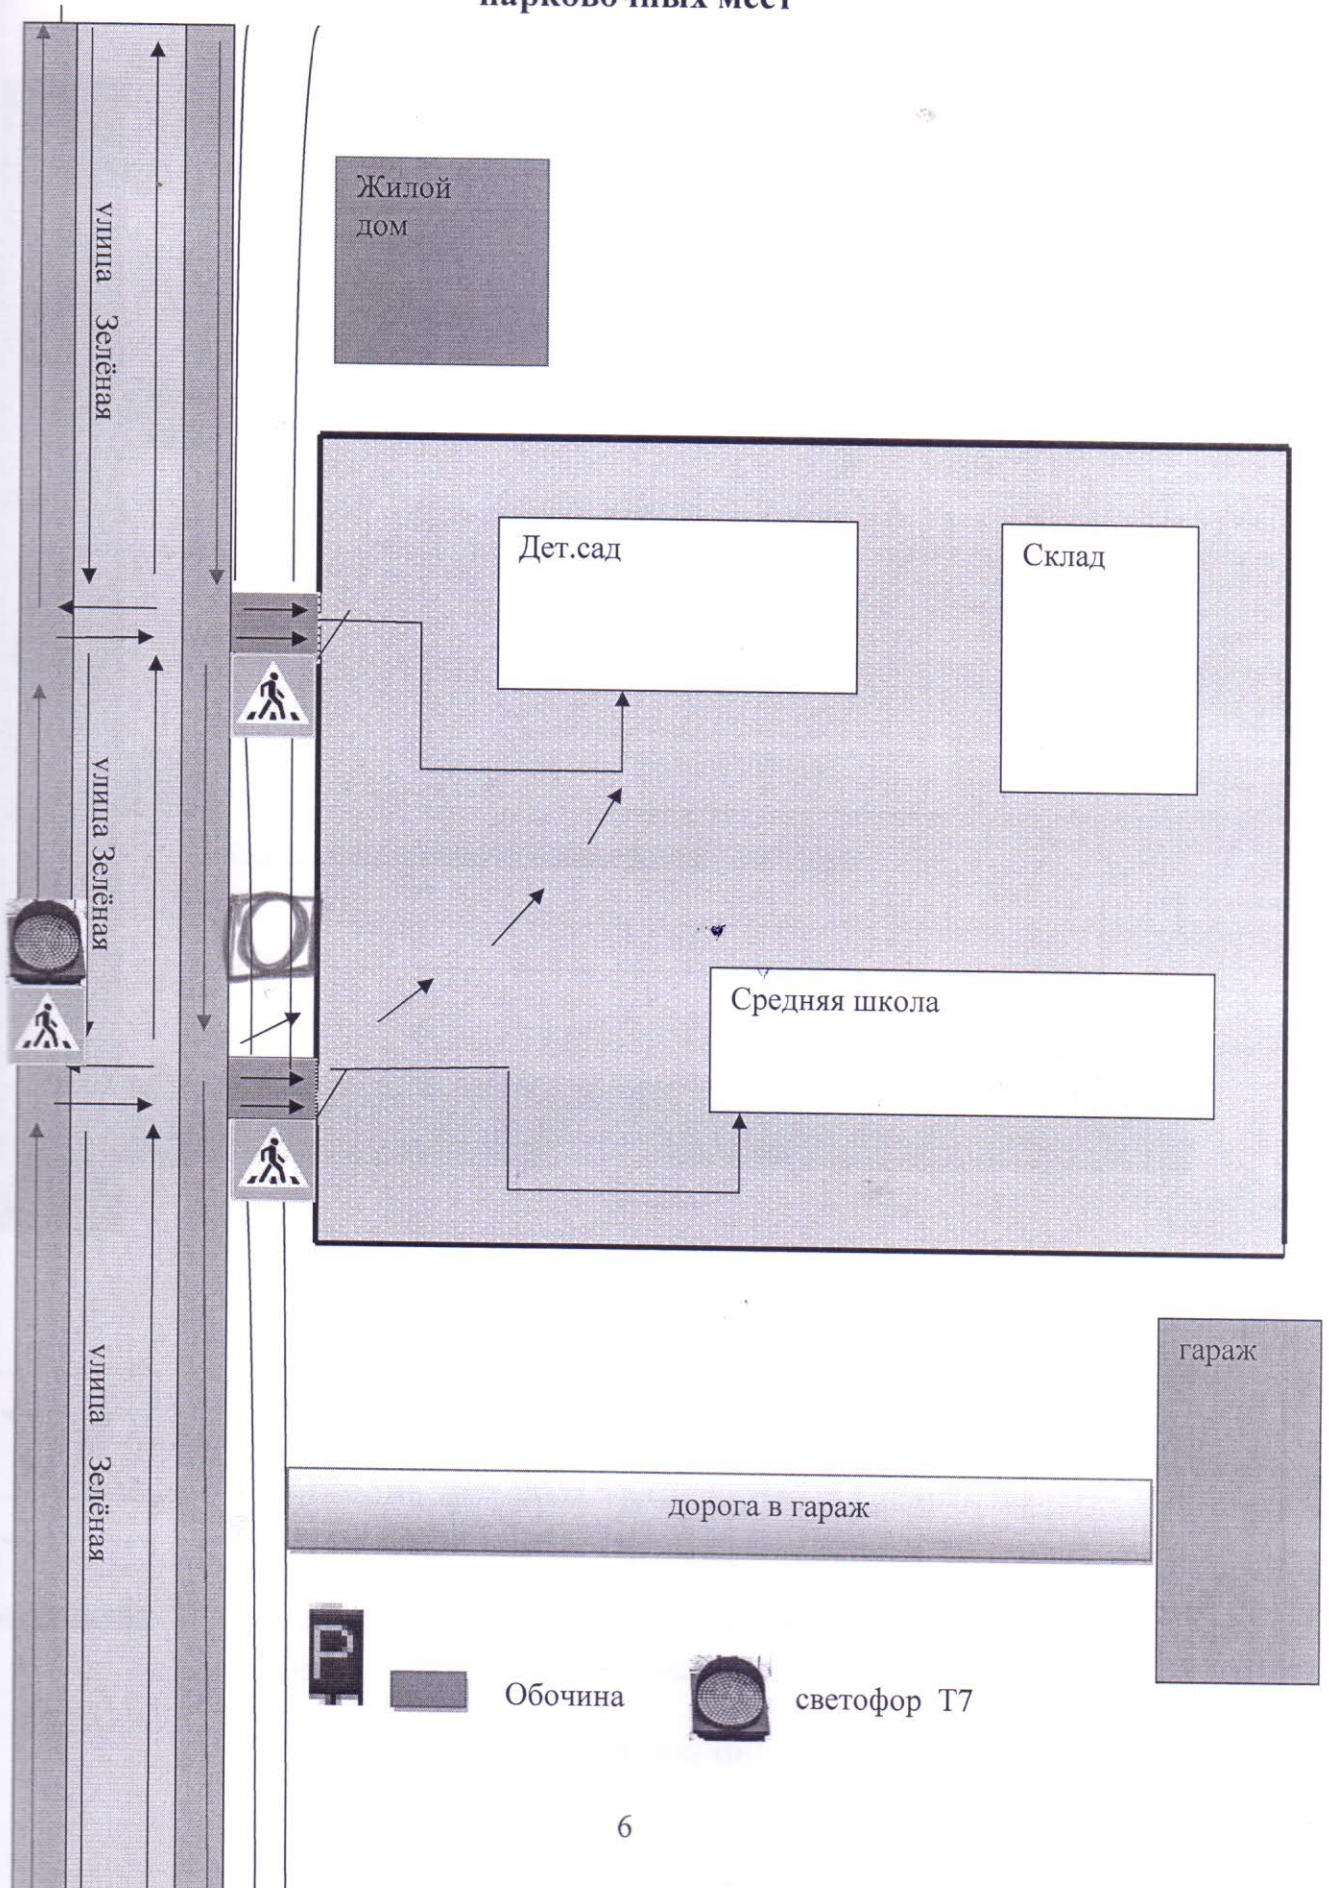 парковочных мест
Жилой
дом
улица Зелёная
Дет.сад
Склад
улица Зелёная
Средняя школа
гараж
улица Зелёная
дорога в гараж
P
Обочина
светофор Т7
6